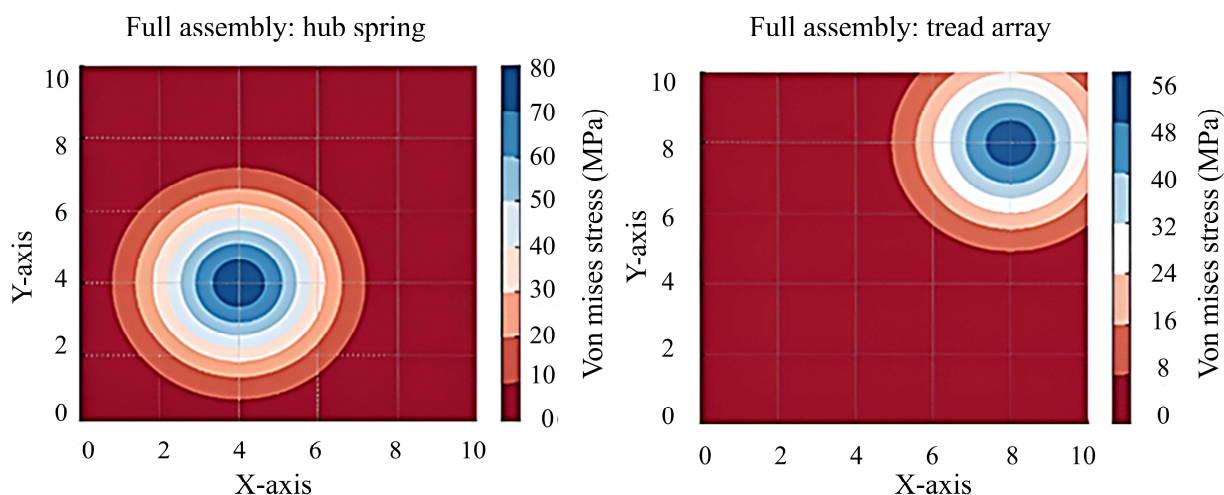 Full assembly: hub spring
10
8
6
4
2
0
0 2 4 6 8 10
X-axis
Y-axis
80
70
60
50
40
30
20
10
0
Von mises stress (MPa)
Full assembly: tread array
10
8
6
4
2
0
0 2 4 6 8 10
X-axis
Y-axis
56
48
40
32
24
16
8
0
Von mises stress (MPa)